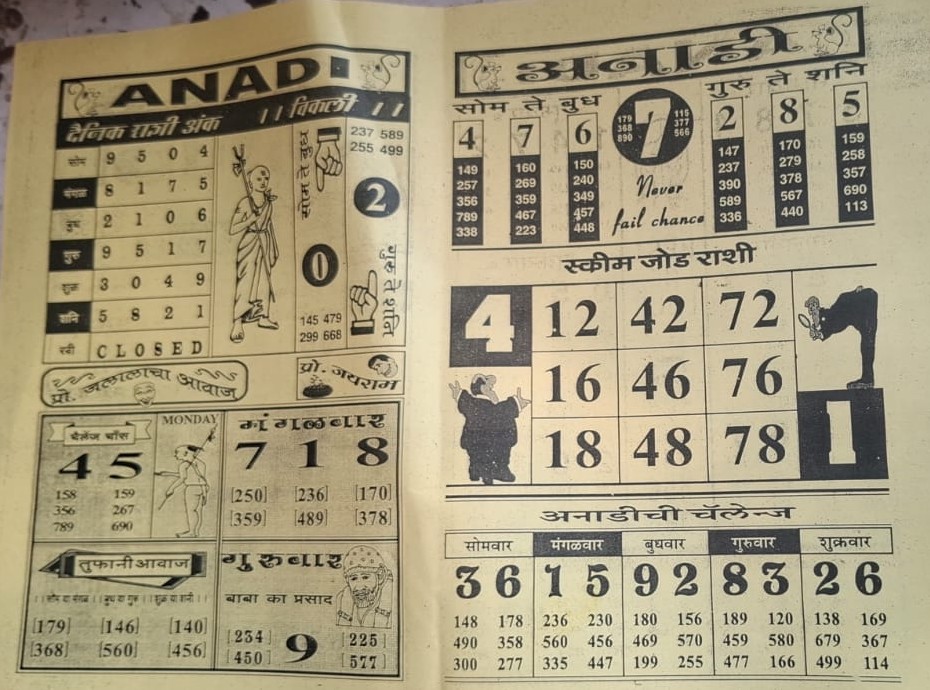 ANADI
दैनिक राशी अंक ।। विकली ।।
सोम 9 5 0 4
मंगळ 8 1 7 5
बुध 2 1 0 6
गुरु 9 5 1 7
शुक्र 3 0 4 9
शनि 5 8 2 1
रवी CLOSED
सोम ते बुध
0
145 479
299 668
237 589
255 499
2
गुरु ते शनि
प्रो. जलालाचा आवाज
प्रो. जयराम
चॅलेंज चॉस
MONDAY
4 5
158 159
356 267
789 690
मंगळवार
7 1 8
[250] [236] [170]
[359] [489] [378]
तुफानी आवाज
[179] [146] [140]
[368] [560] [456]
गुरुवार
बाबा का प्रसाद
[234] 9 [225]
[450] [577]
अनाडी
सोम ते बुध
गुरु ते शनि
4 7 6
149 160 150
257 269 240
356 359 349
789 467 457
338 223 448
179 115
368 7 377
890 566
Never
fail chance
2 8 5
147 170 159
237 279 258
390 378 357
589 567 690
336 440 113
स्कीम जोड राशी
4 12 42 72
16 46 76
18 48 78 1
अनाडीची चॅलेन्ज
सोमवार मंगळवार बुधवार गुरुवार शुक्रवार
3 6 1 5 9 2 8 3 2 6
148 178 236 230 180 156 189 120 138 169
490 358 560 456 469 570 459 580 679 367
300 277 335 447 199 255 477 166 499 114